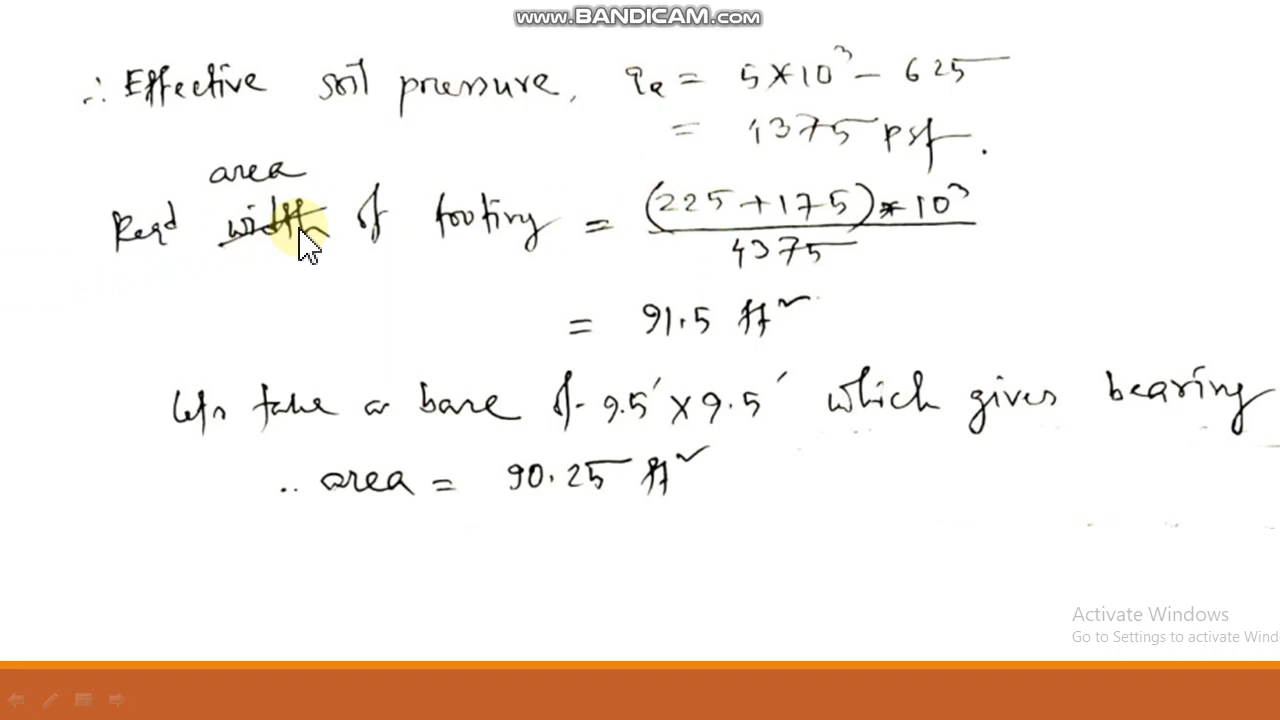 www.BANDICAM.com
∴ Effective soil pressure, qe = 5*10³ - 625
= 4375 psf.
area
Reqd width of footing = (225+175)*10³
4375
= 91.5 ft²
Let's take a base of 9.5'×9.5' which gives bearing
.. area = 90.25 ft²
Activate Windows
Go to Settings to activate Wind